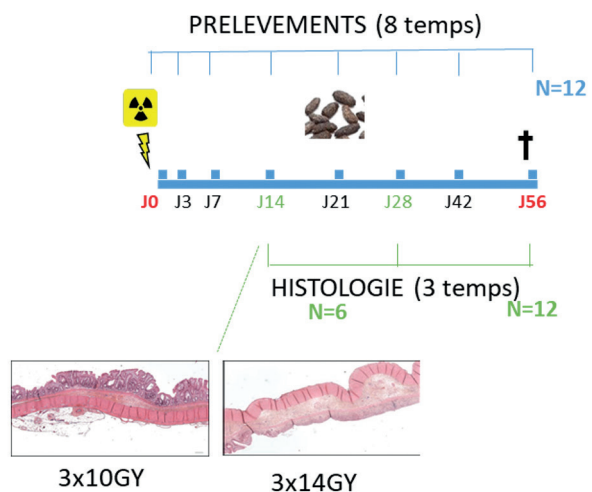 PRELEVEMENTS (8 temps)
N=12
J0 J3 J7 J14 J21 J28 J42 J56
HISTOLOGIE (3 temps)
N=6 N=12
3x10GY 3x14GY